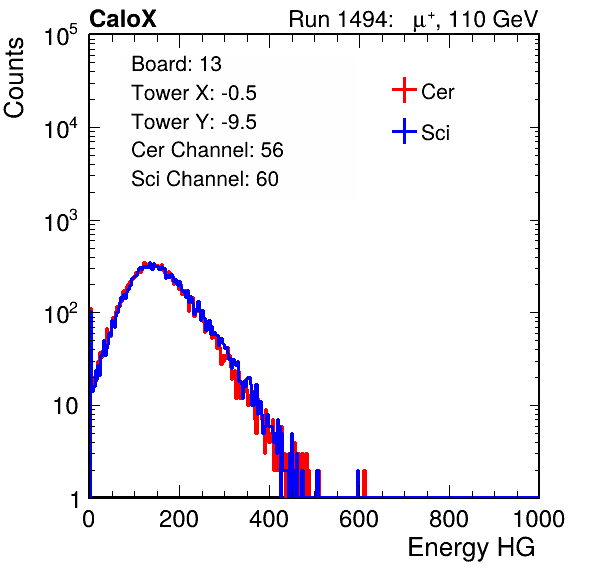 CaloX Run 1494: μ⁺, 110 GeV
Counts
10⁵
10⁴
10³
10²
10
1
Board: 13
Tower X: -0.5
Tower Y: -9.5
Cer Channel: 56
Sci Channel: 60
Cer
Sci
0 200 400 600 800 1000
Energy HG